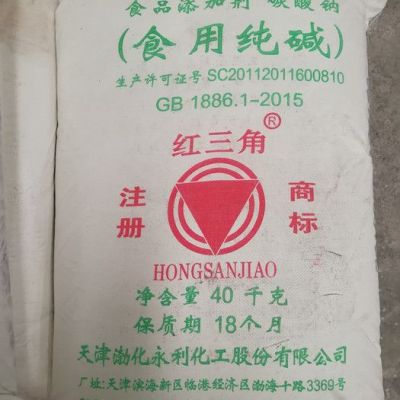 食品添加剂 碳酸钠
(食用纯碱)
生产许可证号 SC20112011600810
GB 1886.1-2015
红三角®
注册 商标
HONGSANJIAO
净含量 40 千克
保质期 18个月
天津渤化永利化工股份有限公司
厂址:天津滨海新区临港经济区渤海十路3369号